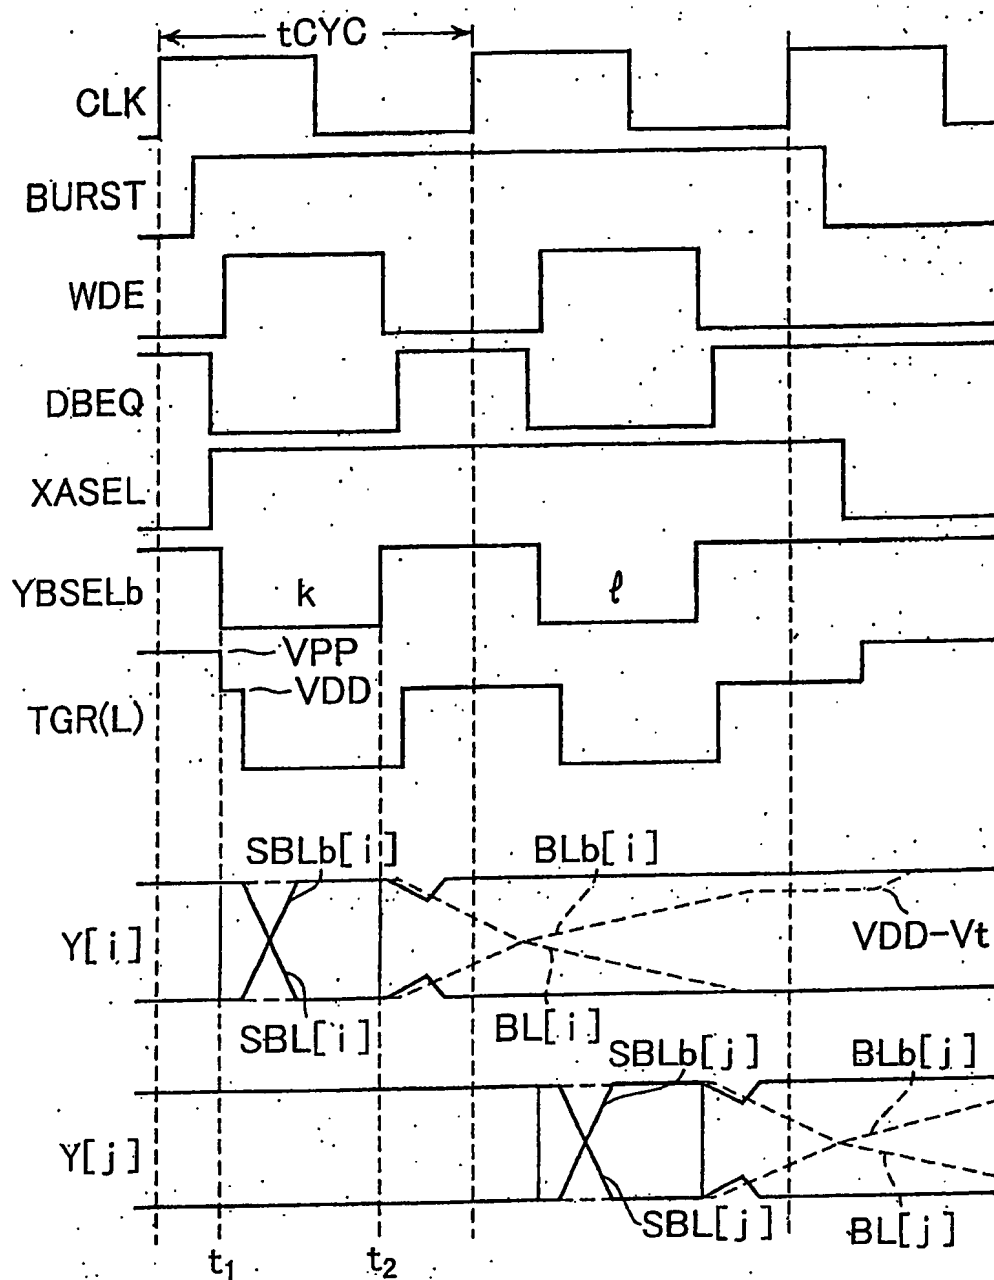 tCYC
CLK
BURST
WDE
DBEQ
XASEL
YBSELb
k
ℓ
VPP
VDD
TGR(L)
SBLb[i]
BLb[i]
Y[i]
VDD-Vt
SBL[i]
BL[i]
SBLb[j]
BLb[j]
Y[j]
SBL[j]
BL[j]
t1
t2